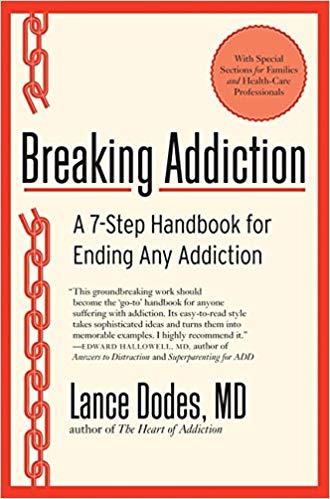 With Special
Sections for Families
and Health-Care
Professionals
Breaking Addiction
A 7-Step Handbook for
Ending Any Addiction
“This groundbreaking work should
become the ‘go-to’ handbook for anyone
suffering with addiction. Its easy-to-read style
takes sophisticated ideas and turns them into
memorable examples. I highly recommend it.”
—EDWARD HALLOWELL, MD, author of
Answers to Distraction and Superparenting for ADD
Lance Dodes, MD
author of The Heart of Addiction